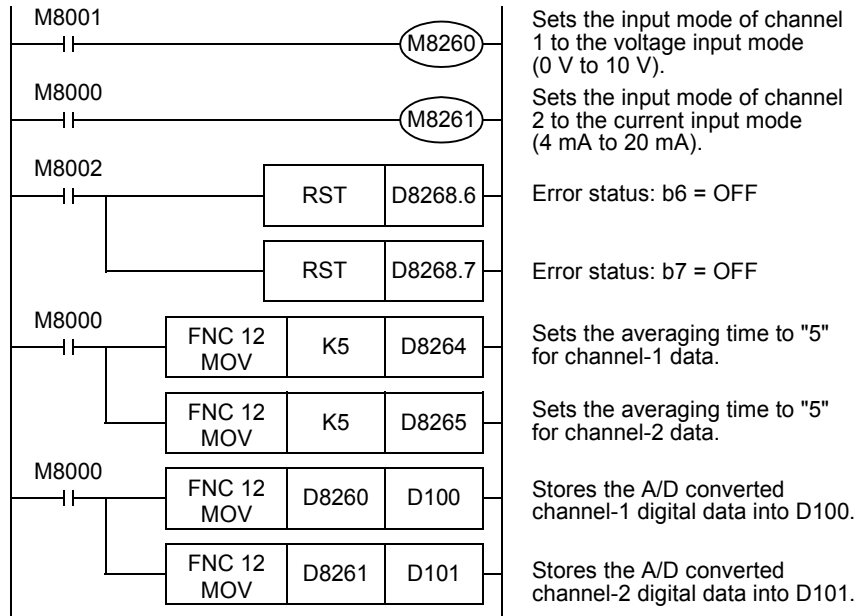 M8001
M8260
Sets the input mode of channel
1 to the voltage input mode
(0 V to 10 V).
M8000
M8261
Sets the input mode of channel
2 to the current input mode
(4 mA to 20 mA).
M8002
RST D8268.6
Error status: b6 = OFF
RST D8268.7
Error status: b7 = OFF
M8000
FNC 12
MOV
K5 D8264
Sets the averaging time to "5"
for channel-1 data.
FNC 12
MOV
K5 D8265
Sets the averaging time to "5"
for channel-2 data.
M8000
FNC 12
MOV
D8260 D100
Stores the A/D converted
channel-1 digital data into D100.
FNC 12
MOV
D8261 D101
Stores the A/D converted
channel-2 digital data into D101.